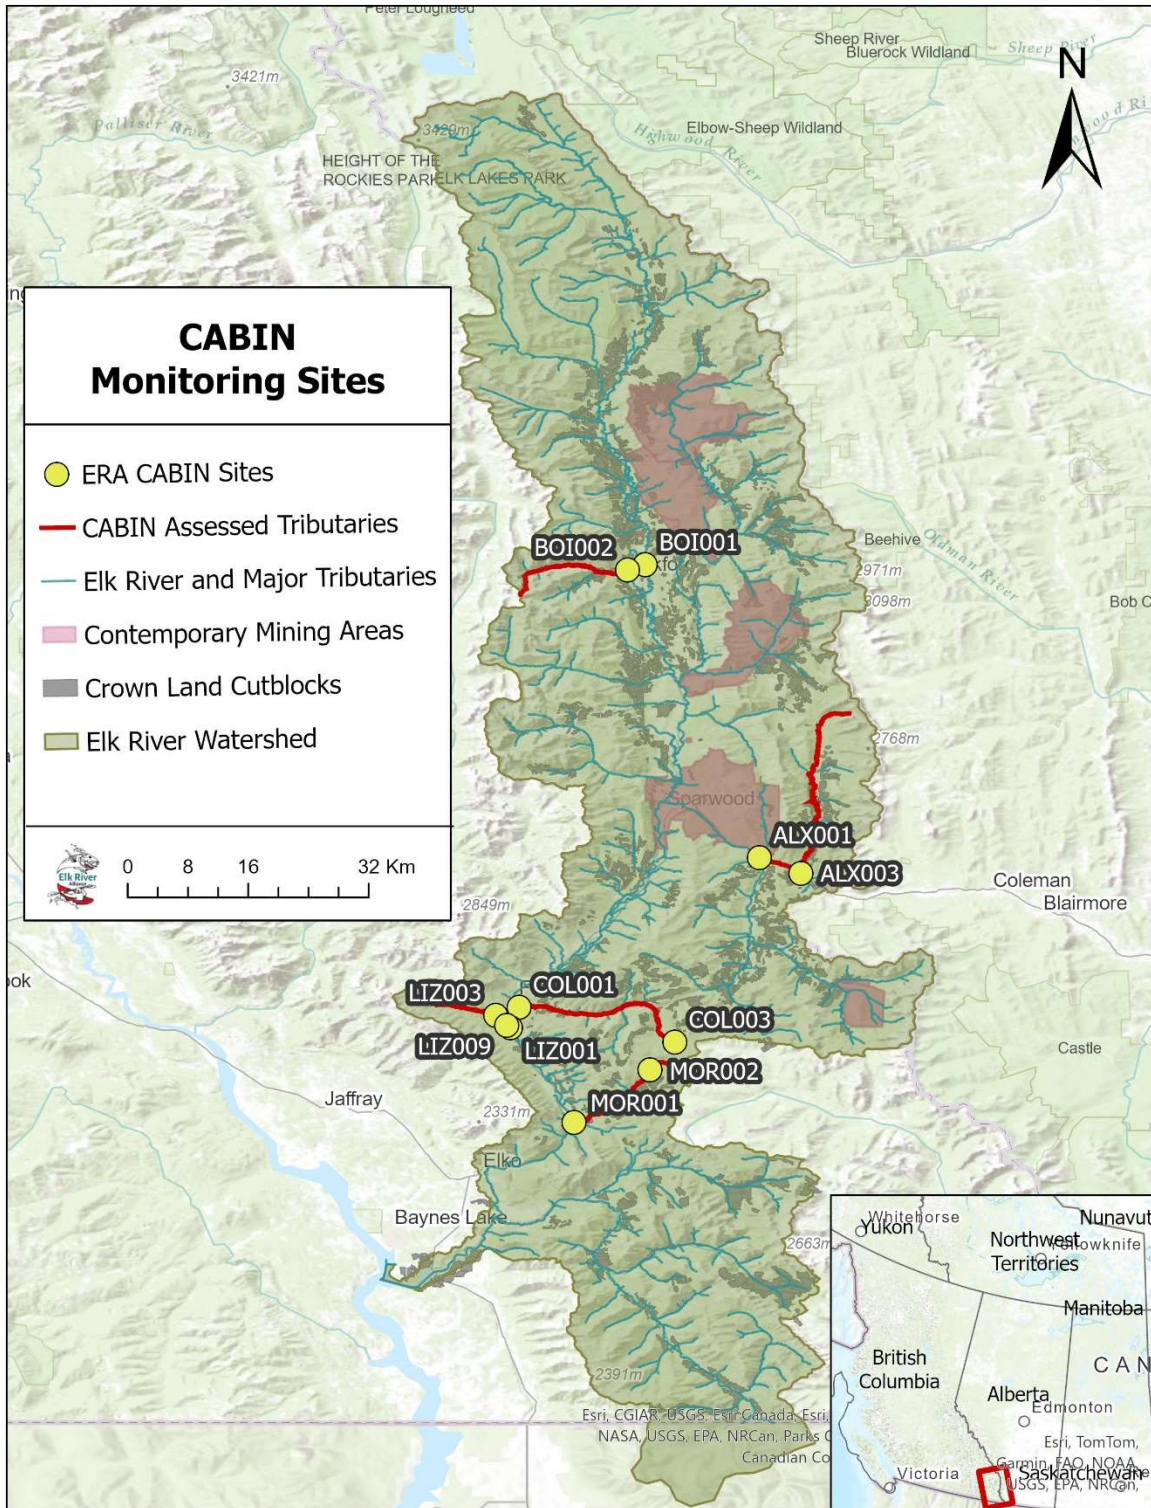 Peter Lougheed
Sheep River
Bluerock Wildland
Sheep River
3421m
N
Palliser River
3429m
Highwood River
Elbow-Sheep Wildland
HEIGHT OF THE
ROCKIES PARK
ELK LAKES PARK
CABIN
Monitoring Sites
ERA CABIN Sites
CABIN Assessed Tributaries
Elk River and Major Tributaries
Contemporary Mining Areas
Crown Land Cutblocks
Elk River Watershed
Elk River
Alliance
0 8 16 32 Km
BOI002
BOI001
Beehive
2971m
3098m
Oldman River
Bob C
2768m
Sparwood
ALX001
ALX003
Coleman
Blairmore
2849m
ook
LIZ003
COL001
COL003
LIZ009
LIZ001
MOR002
Castle
Jaffray
2331m
MOR001
Elko
Baynes Lake
2663m
2391m
Esri, CGIAR, USGS, Esri Canada, Esri,
NASA, USGS, EPA, NRCan, Parks C
Canadian Co
Whitehorse
Yukon
Nunavut
Northwest
Territories
Yellowknife
Manitoba
British
Columbia
CAN
Alberta
Edmonton
Esri, TomTom,
Garmin, FAO, NOAA,
Saskatchewan
USGS, EPA, NRCan,
Victoria